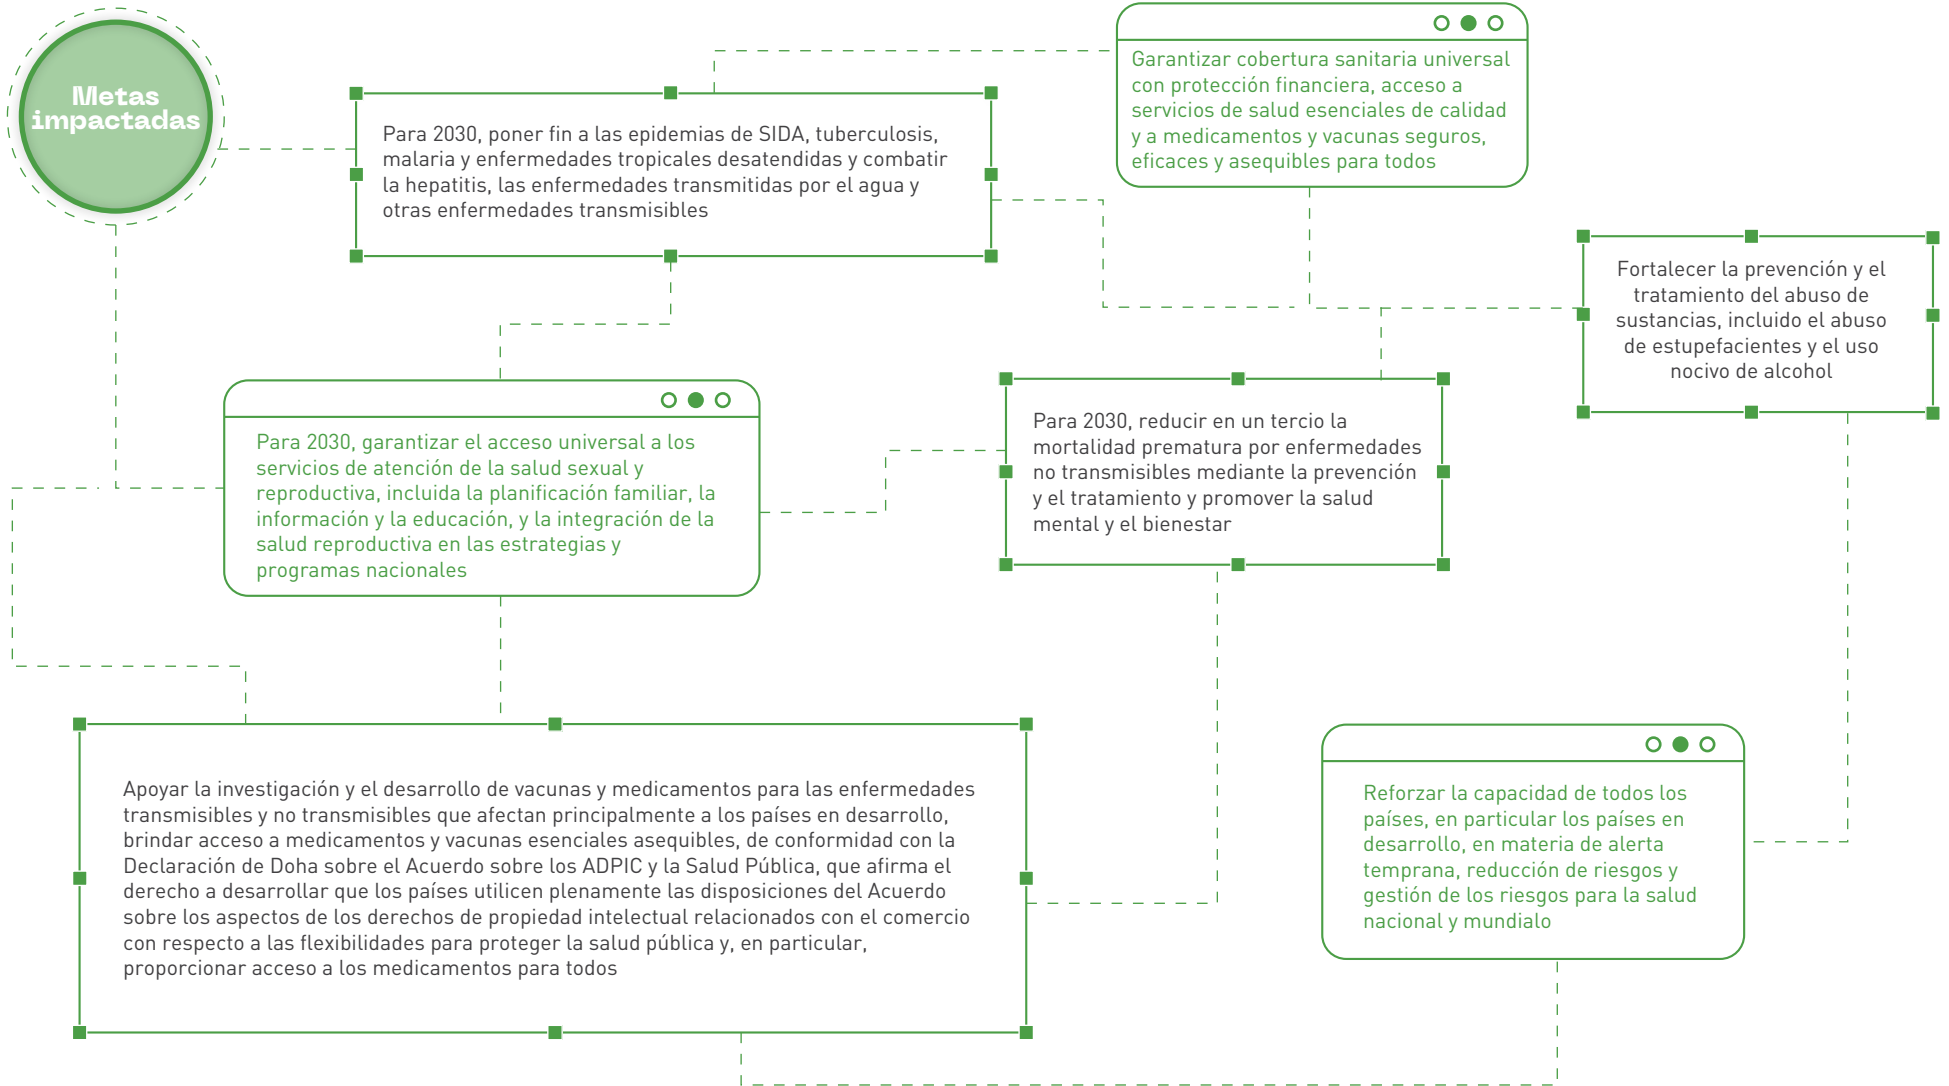 Metas
impactadas
Para 2030, poner fin a las epidemias de SIDA, tuberculosis,
malaria y enfermedades tropicales desatendidas y combatir
la hepatitis, las enfermedades transmitidas por el agua y
otras enfermedades transmisibles
Garantizar cobertura sanitaria universal
con protección financiera, acceso a
servicios de salud esenciales de calidad
y a medicamentos y vacunas seguros,
eficaces y asequibles para todos
Fortalecer la prevención y el
tratamiento del abuso de
sustancias, incluido el abuso
de estupefacientes y el uso
nocivo de alcohol
Para 2030, garantizar el acceso universal a los
servicios de atención de la salud sexual y
reproductiva, incluida la planificación familiar, la
información y la educación, y la integración de la
salud reproductiva en las estrategias y
programas nacionales
Para 2030, reducir en un tercio la
mortalidad prematura por enfermedades
no transmisibles mediante la prevención
y el tratamiento y promover la salud
mental y el bienestar
Apoyar la investigación y el desarrollo de vacunas y medicamentos para las enfermedades
transmisibles y no transmisibles que afectan principalmente a los países en desarrollo,
brindar acceso a medicamentos y vacunas esenciales asequibles, de conformidad con la
Declaración de Doha sobre el Acuerdo sobre los ADPIC y la Salud Pública, que afirma el
derecho a desarrollar que los países utilicen plenamente las disposiciones del Acuerdo
sobre los aspectos de los derechos de propiedad intelectual relacionados con el comercio
con respecto a las flexibilidades para proteger la salud pública y, en particular,
proporcionar acceso a los medicamentos para todos
Reforzar la capacidad de todos los
países, en particular los países en
desarrollo, en materia de alerta
temprana, reducción de riesgos y
gestión de los riesgos para la salud
nacional y mundialo